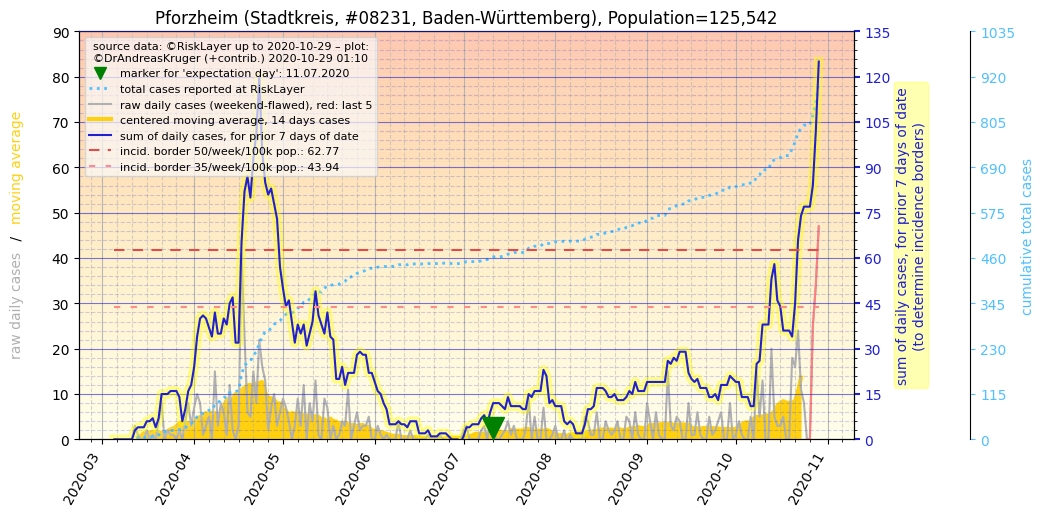 Pforzheim (Stadtkreis, #08231, Baden-Württemberg), Population=125,542
source data: ©RiskLayer up to 2020-10-29 – plot:
©DrAndreasKruger (+contrib.) 2020-10-29 01:10
marker for 'expectation day': 11.07.2020
total cases reported at RiskLayer
raw daily cases (weekend-flawed), red: last 5
centered moving average, 14 days cases
sum of daily cases, for prior 7 days of date
incid. border 50/week/100k pop.: 62.77
incid. border 35/week/100k pop.: 43.94
raw daily cases / moving average
90
80
70
60
50
40
30
20
10
0
2020-03
2020-04
2020-05
2020-06
2020-07
2020-08
2020-09
2020-10
2020-11
135
120
105
90
75
60
45
30
15
0
sum of daily cases, for prior 7 days of date
(to determine incidence borders)
1035
920
805
690
575
460
345
230
115
0
cumulative total cases